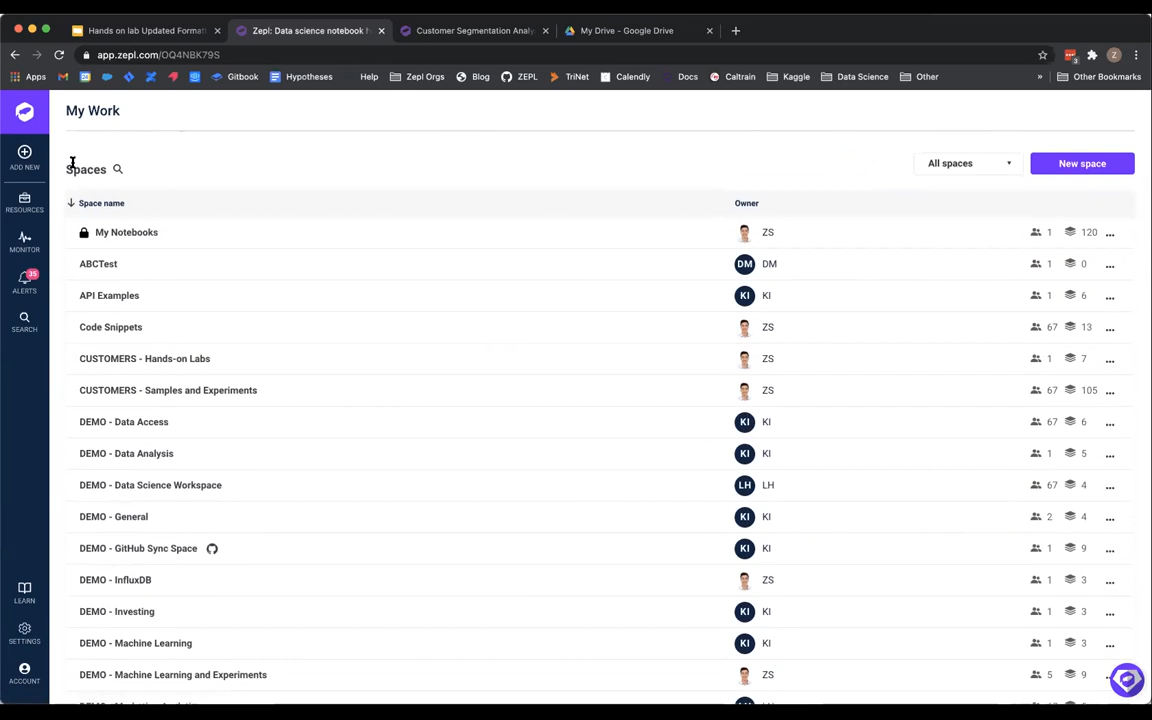 Hands on lab Updated Formati
Zepl: Data science notebook h
Customer Segmentation Analy
My Drive - Google Drive
app.zepl.com/OQ4NBK79S
Z
Apps
Gitbook
Hypotheses
Help
Zepl Orgs
Blog
ZEPL
TriNet
Calendly
Docs
Caltrain
Kaggle
Data Science
Other
»
Other Bookmarks
My Work
ADD NEW
RESOURCES
MONITOR
35
ALERTS
SEARCH
LEARN
SETTINGS
ACCOUNT
Spaces
All spaces
New space
Space name Owner
My Notebooks ZS 1 120 ...
ABCTest DM DM 1 0 ...
API Examples KI KI 1 6 ...
Code Snippets ZS 67 13 ...
CUSTOMERS - Hands-on Labs ZS 1 7 ...
CUSTOMERS - Samples and Experiments ZS 67 105 ...
DEMO - Data Access KI KI 67 6 ...
DEMO - Data Analysis KI KI 1 5 ...
DEMO - Data Science Workspace LH LH 67 4 ...
DEMO - General KI KI 2 4 ...
DEMO - GitHub Sync Space KI KI 1 9 ...
DEMO - InfluxDB ZS 1 3 ...
DEMO - Investing KI KI 1 3 ...
DEMO - Machine Learning KI KI 1 3 ...
DEMO - Machine Learning and Experiments ZS 5 9